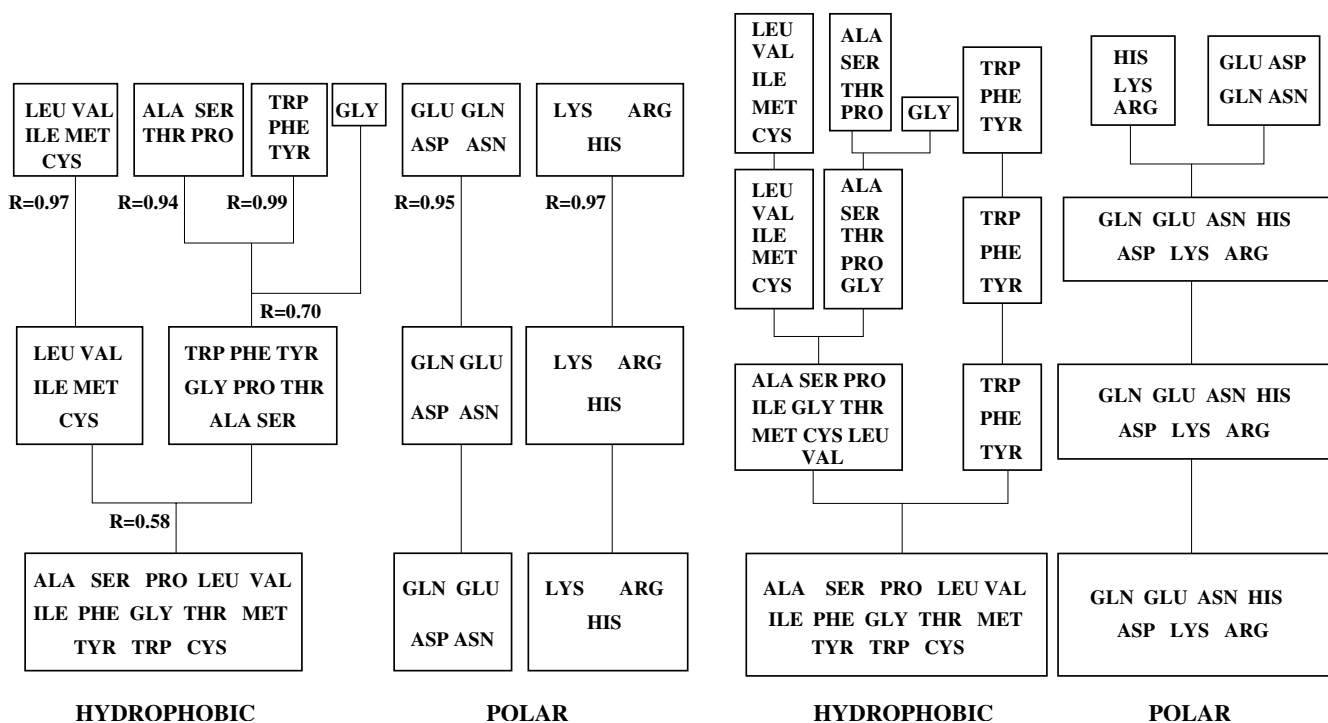 LEU VAL
ILE MET
CYS
ALA SER
THR PRO
TRP
PHE
TYR
GLY
GLU GLN
ASP ASN
LYS ARG
HIS
R=0.97
R=0.94
R=0.99
R=0.95
R=0.97
R=0.70
LEU VAL
ILE MET
CYS
TRP PHE TYR
GLY PRO THR
ALA SER
GLN GLU
ASP ASN
LYS ARG
HIS
R=0.58
ALA SER PRO LEU VAL
ILE PHE GLY THR MET
TYR TRP CYS
GLN GLU
ASP ASN
LYS ARG
HIS
HYDROPHOBIC
POLAR
LEU
VAL
ILE
MET
CYS
ALA
SER
THR
PRO
GLY
TRP
PHE
TYR
HIS
LYS
ARG
GLU ASP
GLN ASN
LEU
VAL
ILE
MET
CYS
ALA
SER
THR
PRO
GLY
TRP
PHE
TYR
GLN GLU ASN HIS
ASP LYS ARG
ALA SER PRO
ILE GLY THR
MET CYS LEU
VAL
TRP
PHE
TYR
GLN GLU ASN HIS
ASP LYS ARG
ALA SER PRO LEU VAL
ILE PHE GLY THR MET
TYR TRP CYS
GLN GLU ASN HIS
ASP LYS ARG
HYDROPHOBIC
POLAR